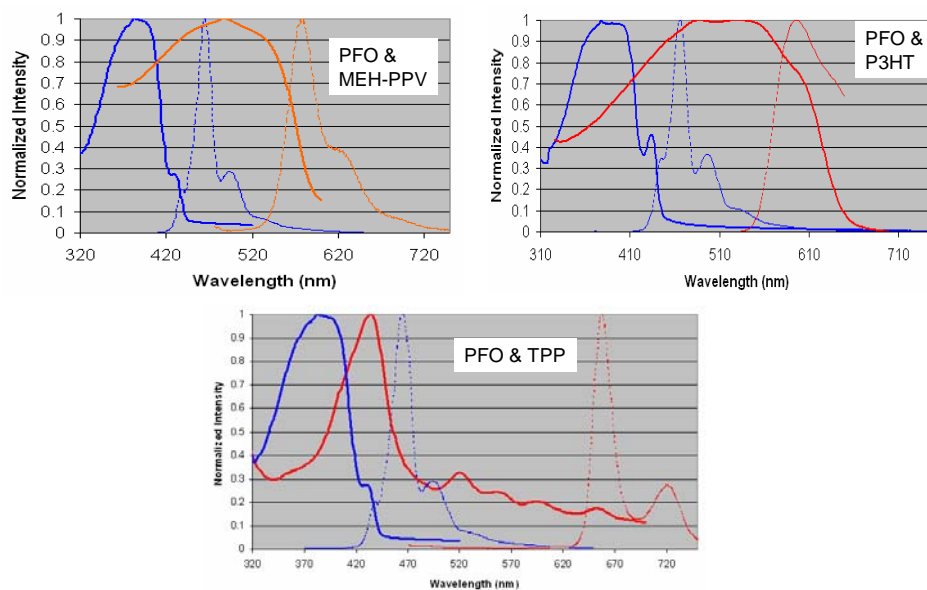 PFO &
MEH-PPV
Normalized Intensity
1
0.9
0.8
0.7
0.6
0.5
0.4
0.3
0.2
0.1
0
320 420 520 620 720
Wavelength (nm)
PFO &
P3HT
Normalized Intensity
1
0.9
0.8
0.7
0.6
0.5
0.4
0.3
0.2
0.1
0
310 410 510 610 710
Wavelength (nm)
PFO & TPP
Normalized Intensity
1
0.9
0.8
0.7
0.6
0.5
0.4
0.3
0.2
0.1
0
320 370 420 470 520 570 620 670 720
Wavelength (nm)